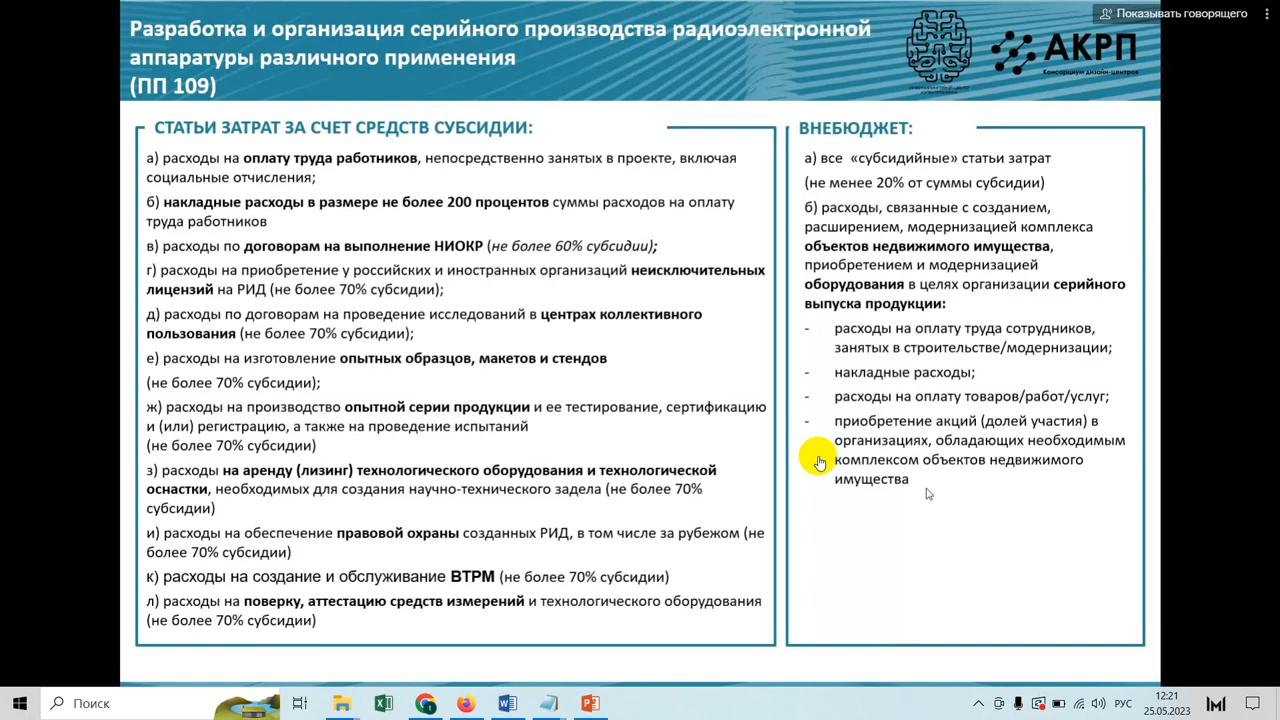 Показывать говорящего
Разработка и организация серийного производства радиоэлектронной
аппаратуры различного применения
(ПП 109)
АКРП
Консорциум дизайн-центров
СТАТЬИ ЗАТРАТ ЗА СЧЕТ СРЕДСТВ СУБСИДИИ:
а) расходы на оплату труда работников, непосредственно занятых в проекте, включая
социальные отчисления;
б) накладные расходы в размере не более 200 процентов суммы расходов на оплату
труда работников
в) расходы по договорам на выполнение НИОКР (не более 60% субсидии);
г) расходы на приобретение у российских и иностранных организаций неисключительных
лицензий на РИД (не более 70% субсидии);
д) расходы по договорам на проведение исследований в центрах коллективного
пользования (не более 70% субсидии);
е) расходы на изготовление опытных образцов, макетов и стендов
(не более 70% субсидии);
ж) расходы на производство опытной серии продукции и ее тестирование, сертификацию
и (или) регистрацию, а также на проведение испытаний
(не более 70% субсидии)
з) расходы на аренду (лизинг) технологического оборудования и технологической
оснастки, необходимых для создания научно-технического задела (не более 70%
субсидии)
и) расходы на обеспечение правовой охраны созданных РИД, в том числе за рубежом (не
более 70% субсидии)
к) расходы на создание и обслуживание ВТРМ (не более 70% субсидии)
л) расходы на поверку, аттестацию средств измерений и технологического оборудования
(не более 70% субсидии)
ВНЕБЮДЖЕТ:
а) все «субсидийные» статьи затрат
(не менее 20% от суммы субсидии)
б) расходы, связанные с созданием,
расширением, модернизацией комплекса
объектов недвижимого имущества,
приобретением и модернизацией
оборудования в целях организации серийного
выпуска продукции:
- расходы на оплату труда сотрудников,
занятых в строительстве/модернизации;
- накладные расходы;
- расходы на оплату товаров/работ/услуг;
- приобретение акций (долей участия) в
организациях, обладающих необходимым
комплексом объектов недвижимого
имущества
Поиск
РУС
12:21
25.05.2023